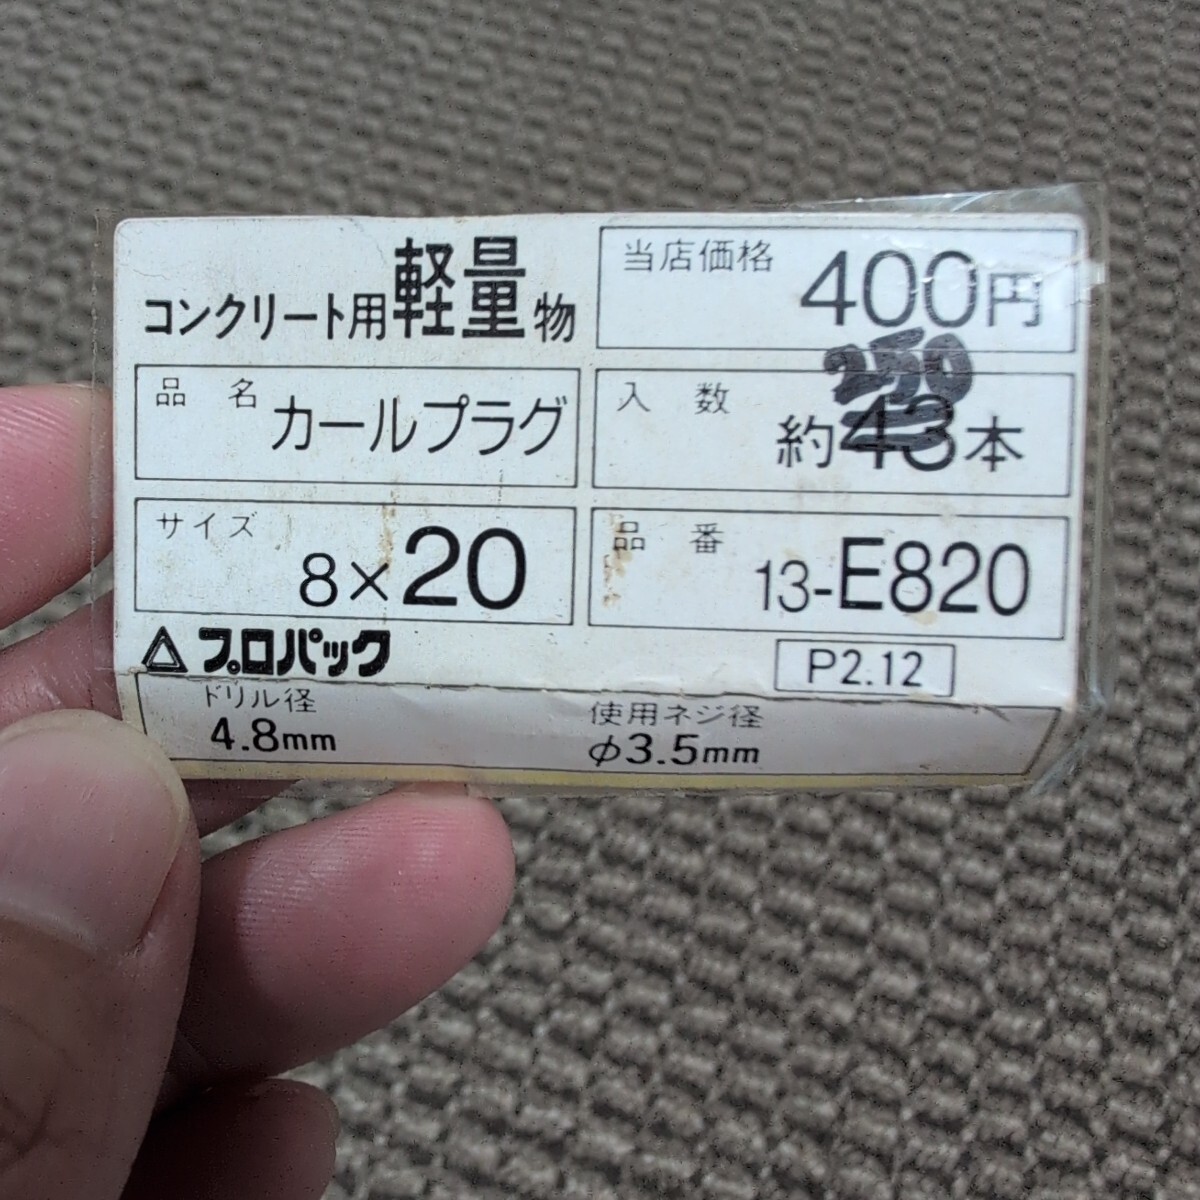 コンクリート用軽量物
当店価格 400円
品名 カールプラグ
250
入数 約43本
サイズ 8×20
品番 13-E820
プロパック
P2.12
ドリル径 4.8mm
使用ネジ径 φ3.5mm